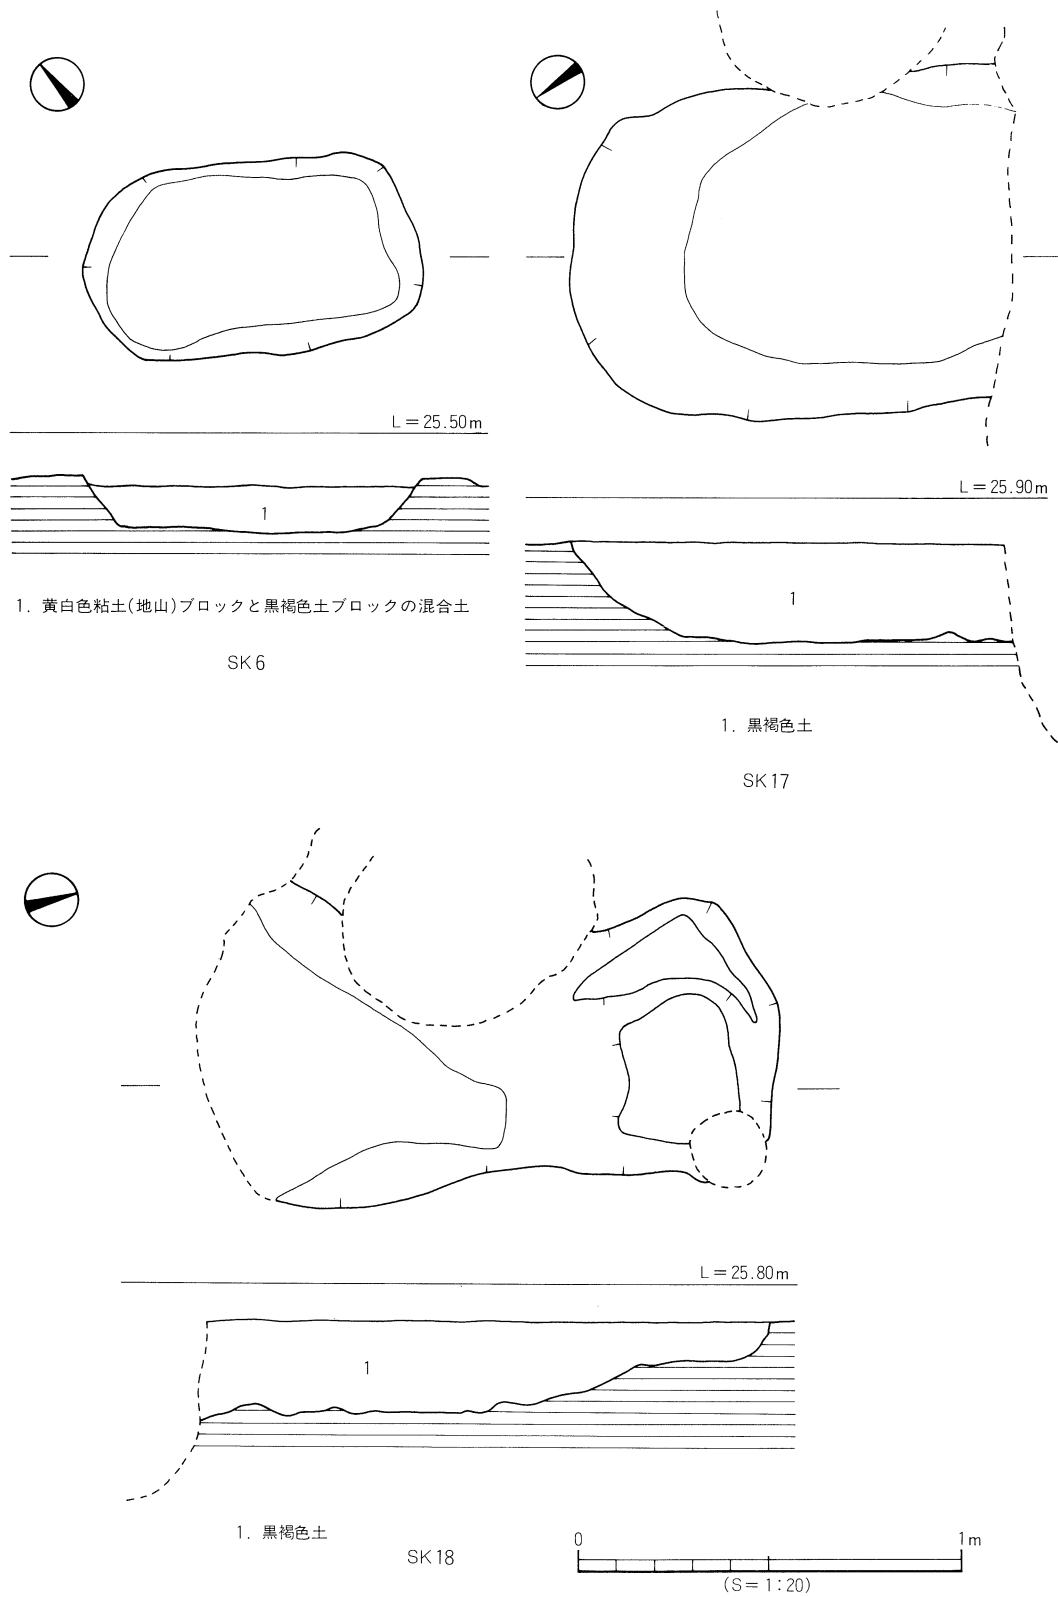 L=25.50m
1
1. 黄白色粘土(地山)ブロックと黒褐色土ブロックの混合土
SK6
L=25.90m
1
1. 黒褐色土
SK17
L=25.80m
1
1. 黒褐色土
SK18
0 1m
(S=1:20)